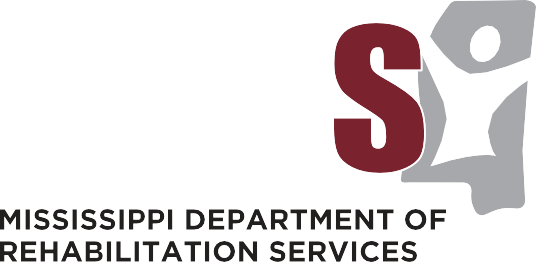 S
MISSISSIPPI DEPARTMENT OF
REHABILITATION SERVICES